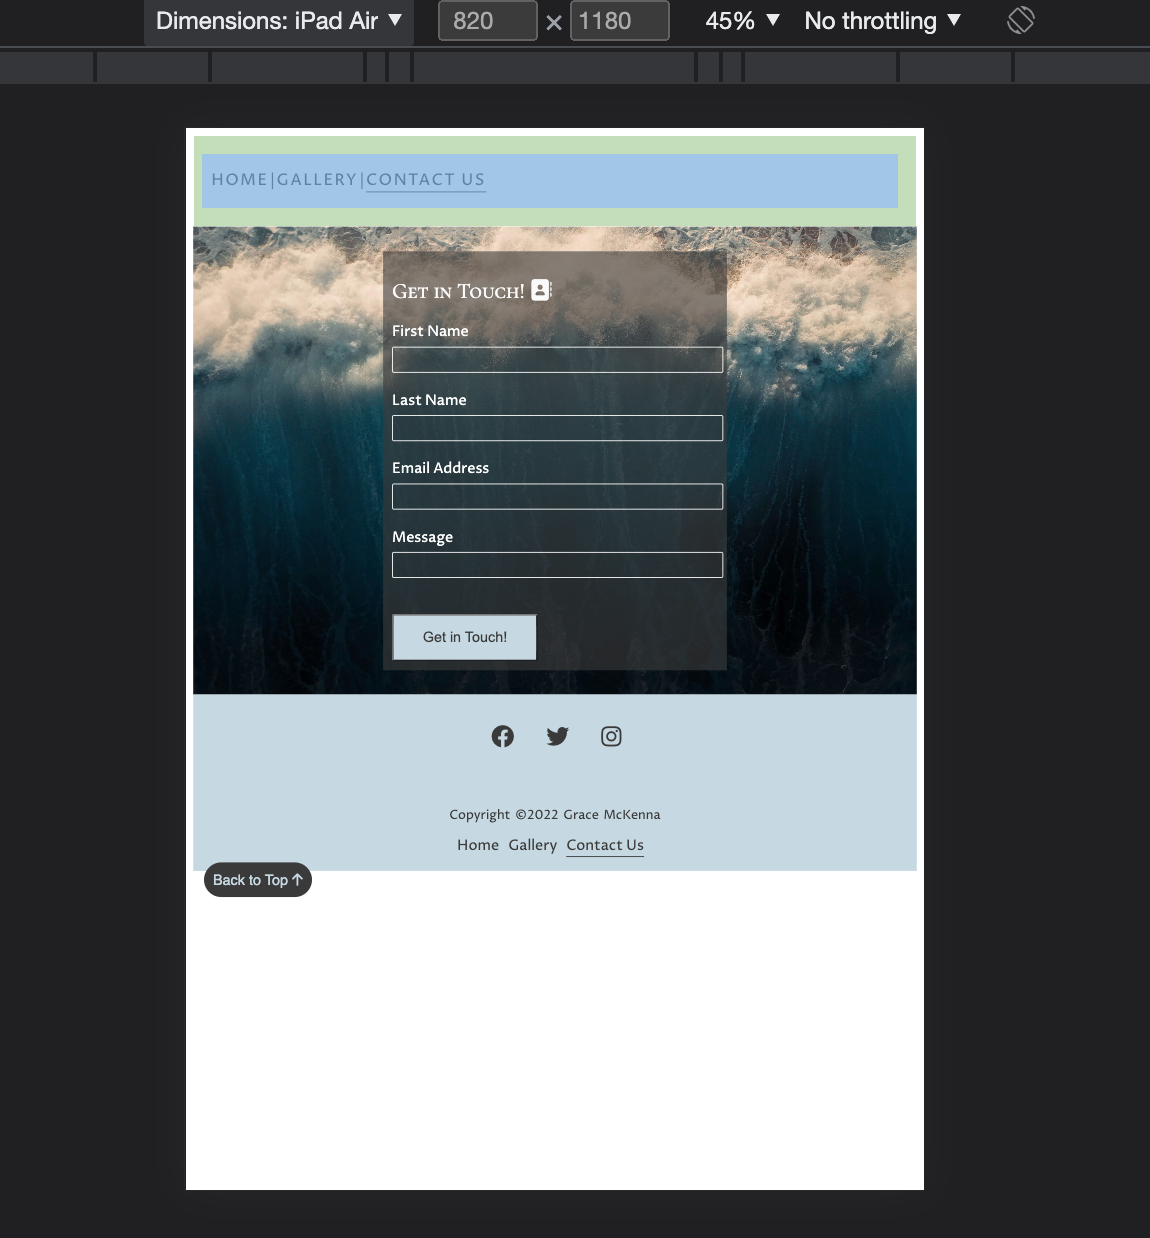 Dimensions: iPad Air ▼ 820 × 1180 45% ▼ No throttling ▼
HOME|GALLERY|CONTACT US
Get in Touch!
First Name
Last Name
Email Address
Message
Get in Touch!
Copyright ©2022 Grace McKenna
Home Gallery Contact Us
Back to Top ↑